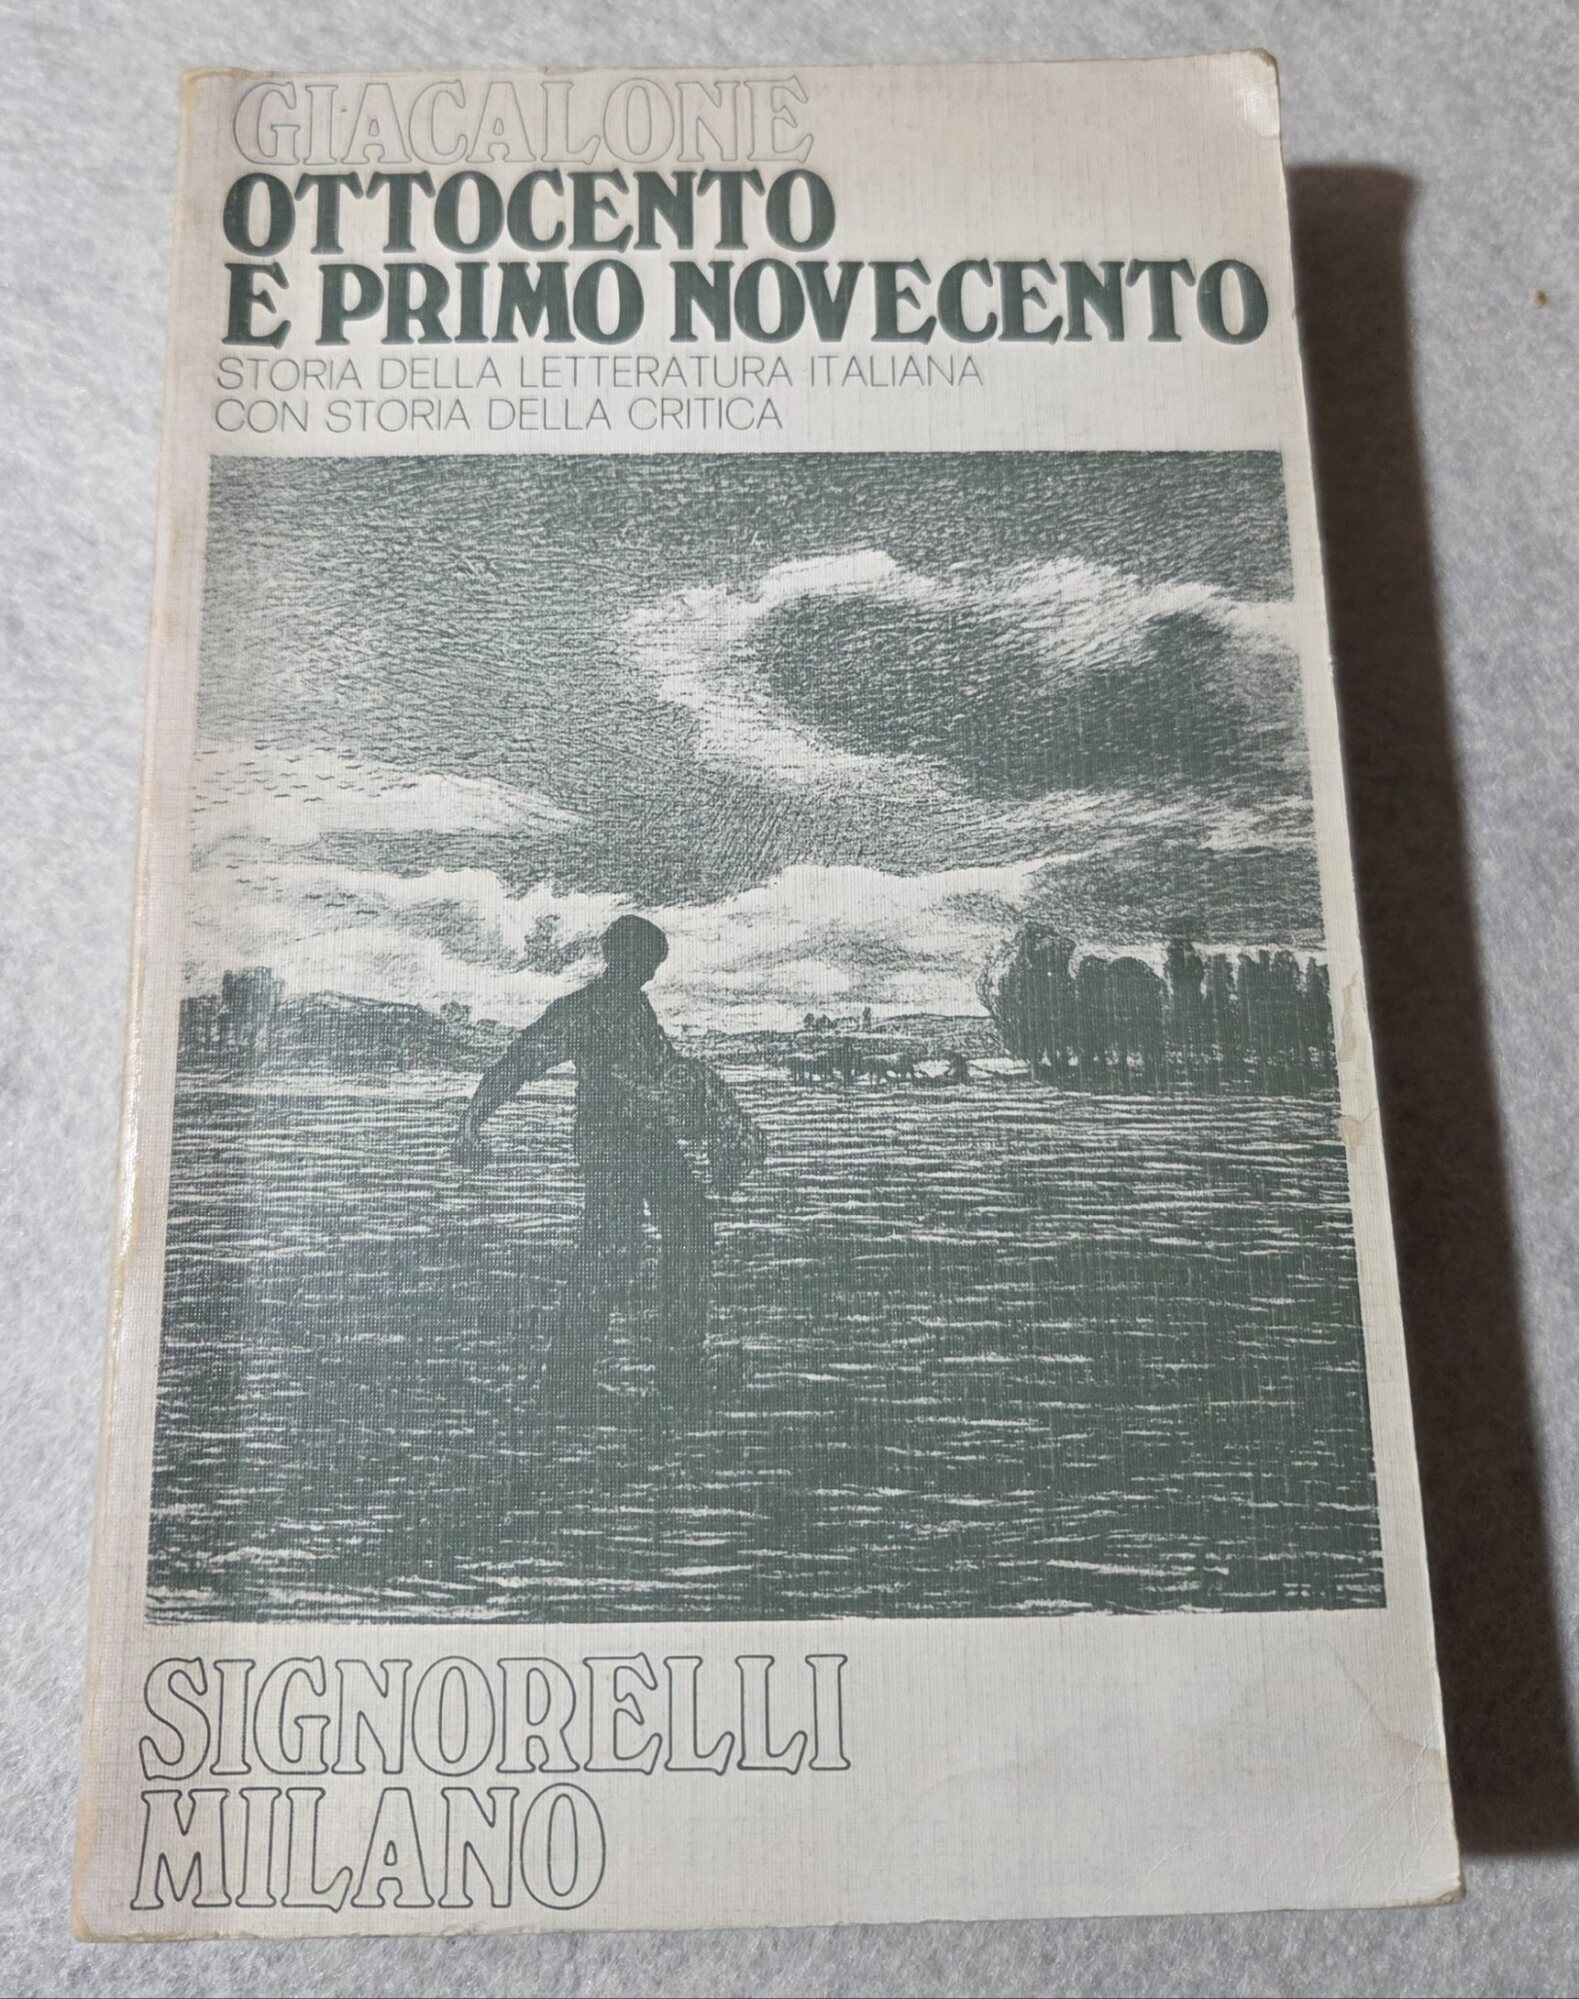 GIACALONE
OTTOCENTO
E PRIMO NOVECENTO
STORIA DELLA LETTERATURA ITALIANA
CON STORIA DELLA CRITICA
SIGNORELLI
MILANO